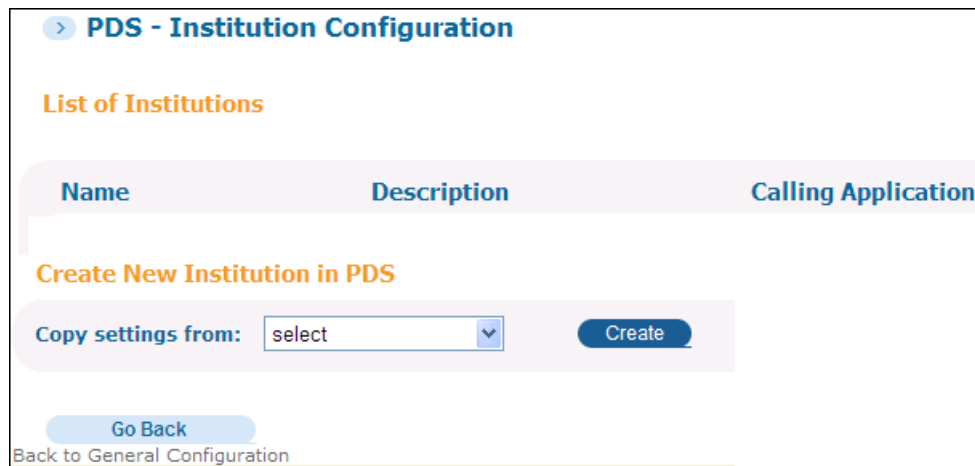 PDS - Institution Configuration
List of Institutions
Name Description Calling Application
Create New Institution in PDS
Copy settings from: select Create
Go Back
Back to General Configuration